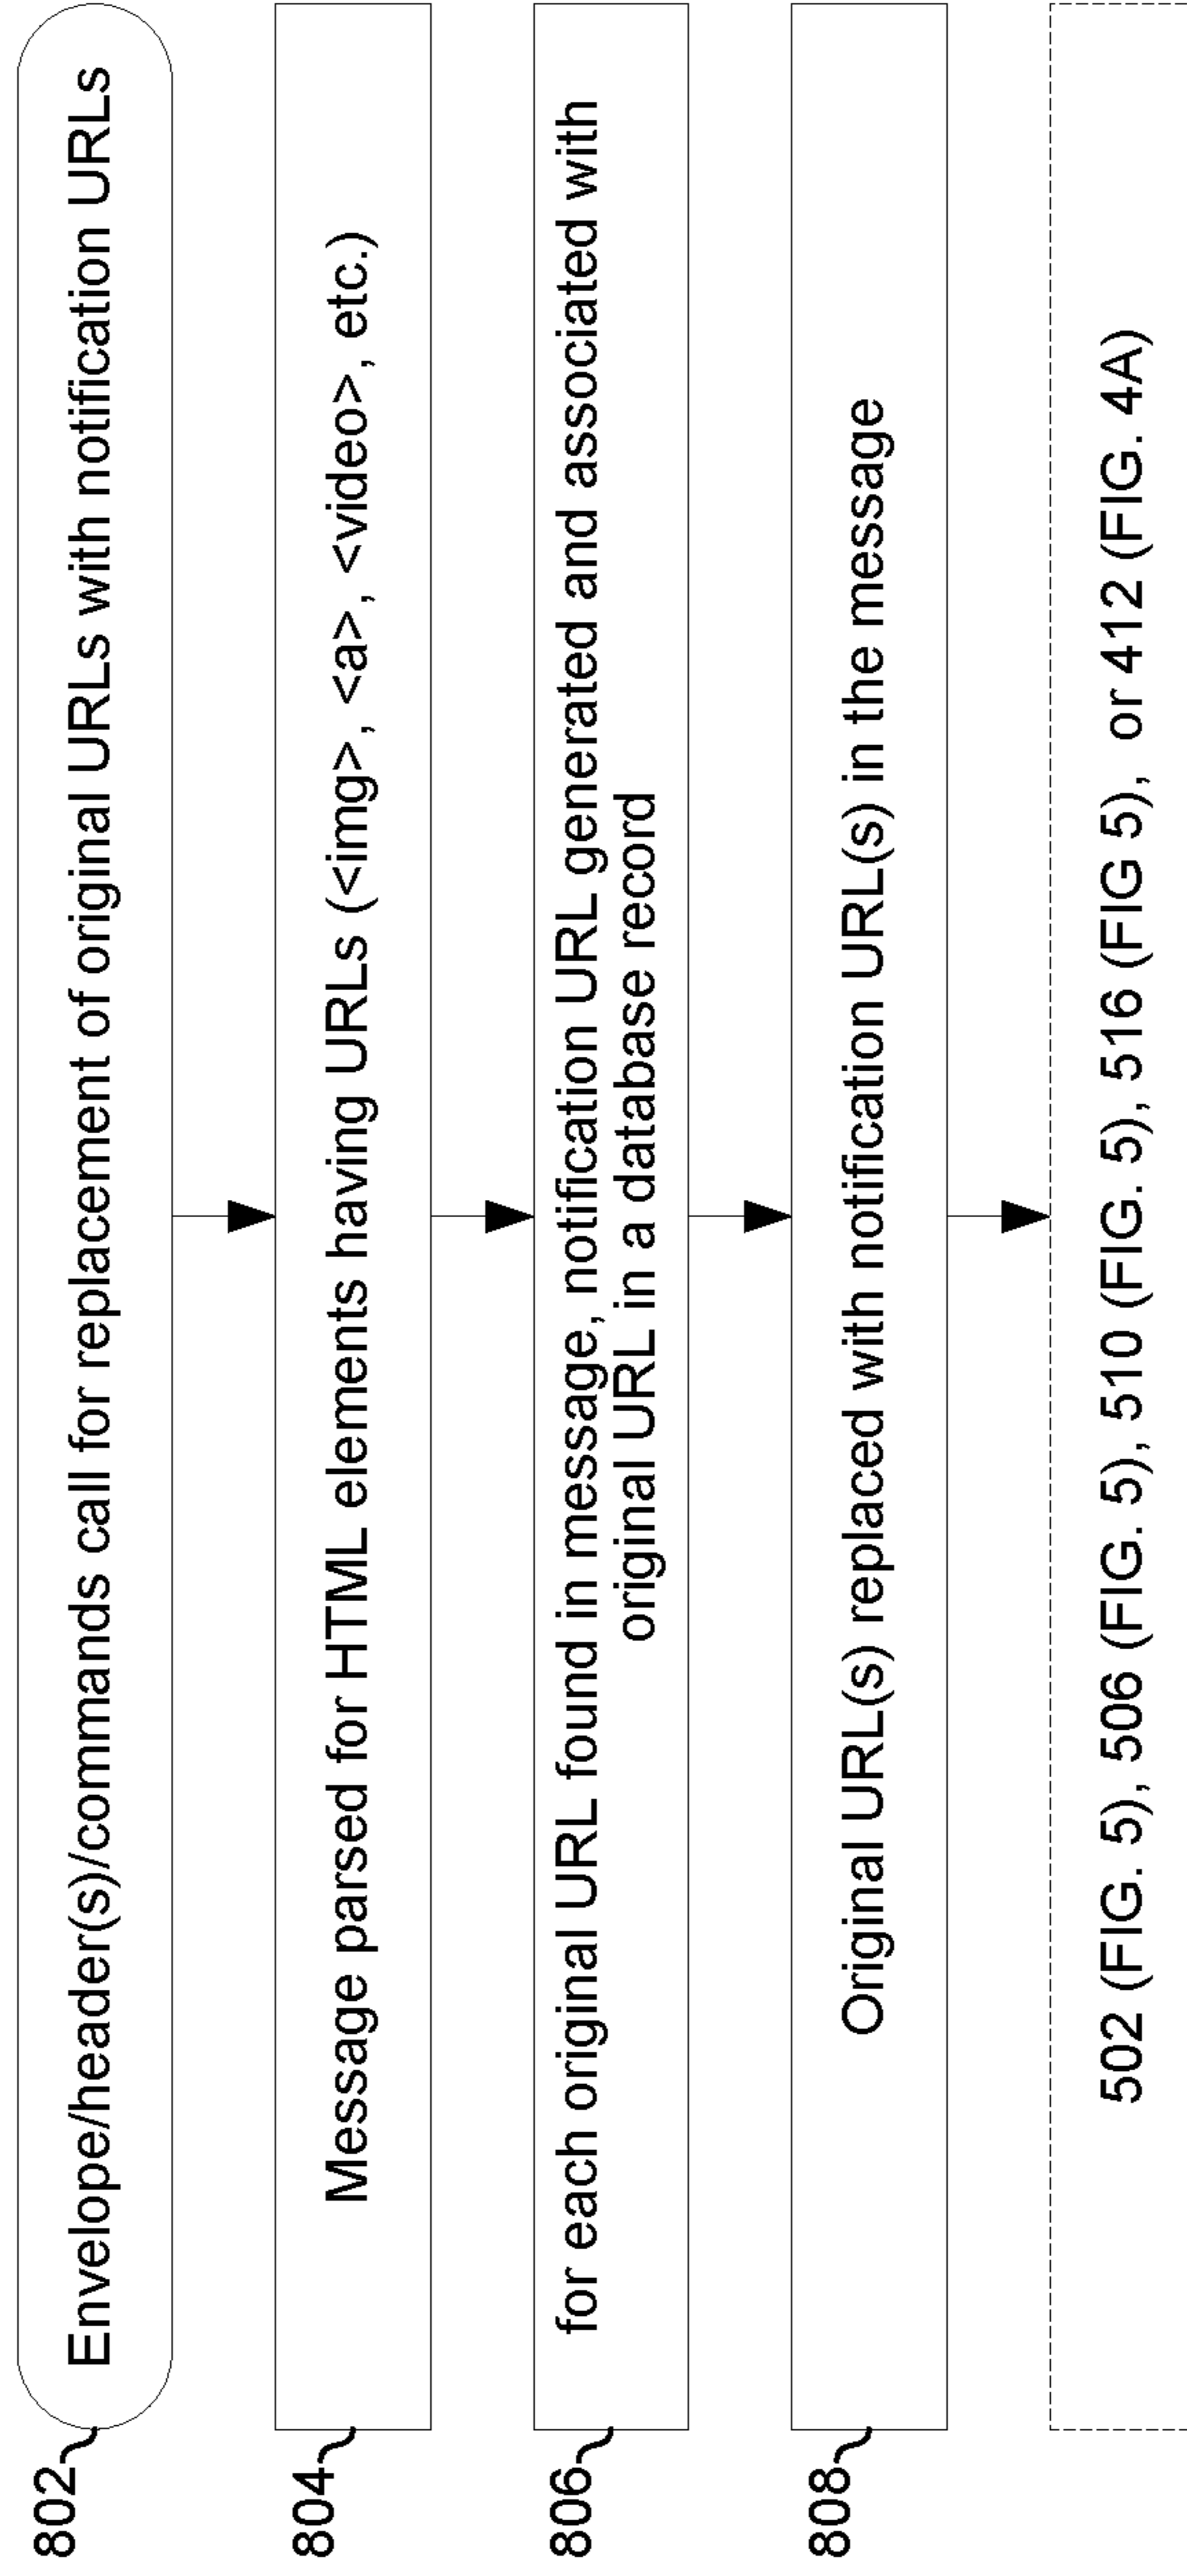 802
Envelope/header(s)/commands call for replacement of original URLs with notification URLs
804
Message parsed for HTML elements having URLs (<img>, <a>, <video>, etc.)
806
for each original URL found in message, notification URL generated and associated with
original URL in a database record
808
Original URL(s) replaced with notification URL(s) in the message
502 (FIG. 5), 506 (FIG. 5), 510 (FIG. 5), 516 (FIG 5), or 412 (FIG. 4A)